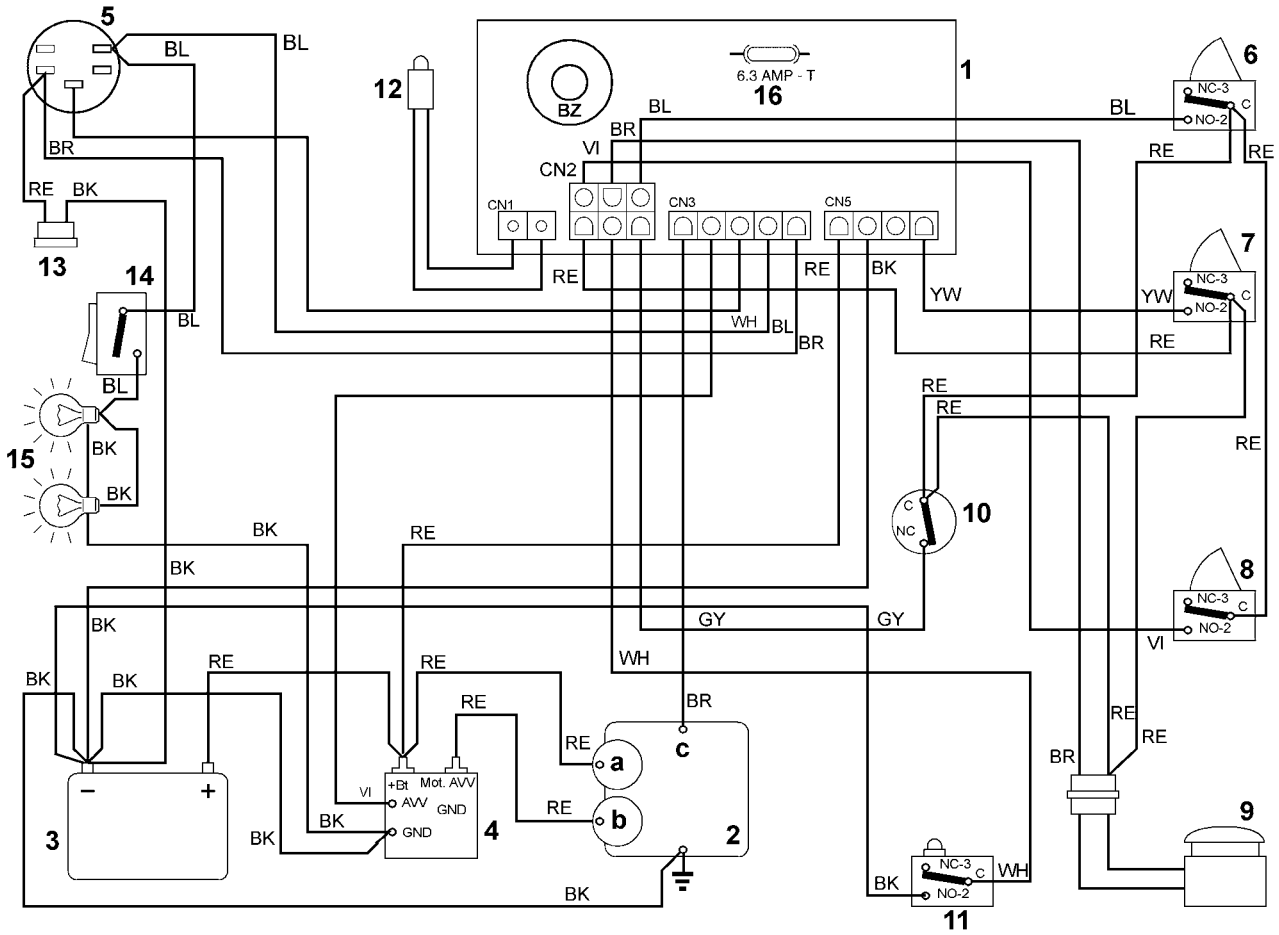 5
BL
BL
BR
RE
BK
13
14
BL
BL
15
BK
BK
BK
BK
BK
12
BZ
6.3 AMP - T
16
1
BL
BR
VI
CN2
CN1
CN3
CN5
RE
RE
BK
WH
BL
BR
YW
YW
BL
6
NC-3
C
NO-2
RE
RE
7
NC-3
C
NO-2
RE
RE
RE
RE
10
C
NC
RE
GY
GY
8
NC-3
C
NO-2
VI
WH
BK
BK
RE
RE
RE
BR
RE
RE
BR
RE
RE
3
−
+
+Bt
Mot. AVV
AVV
GND
GND
4
VI
BK
BK
BK
a
b
c
2
BK
NC-3
C
NO-2
WH
11
9